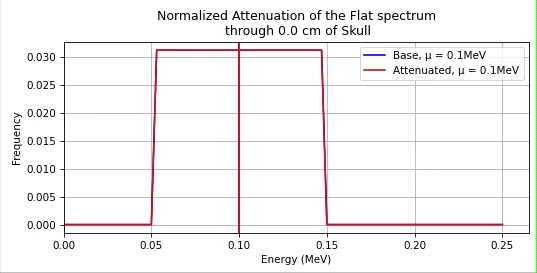 Normalized Attenuation of the Flat spectrum
through 0.0 cm of Skull
Base, μ = 0.1MeV
Attenuated, μ = 0.1MeV
Frequency
0.030
0.025
0.020
0.015
0.010
0.005
0.000
0.00 0.05 0.10 0.15 0.20 0.25
Energy (MeV)